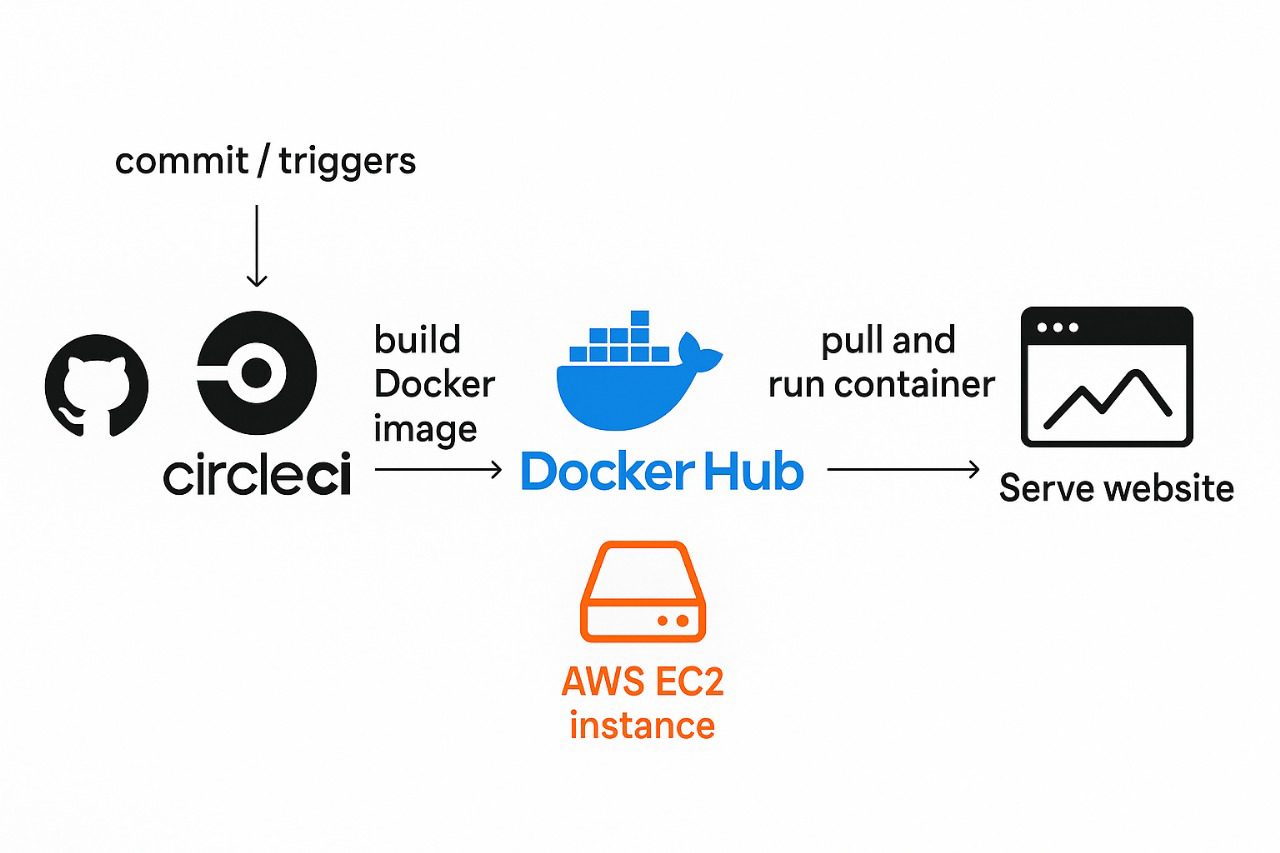 commit / triggers
circleci
build
Docker
image
Docker Hub
pull and
run container
Serve website
AWS EC2
instance